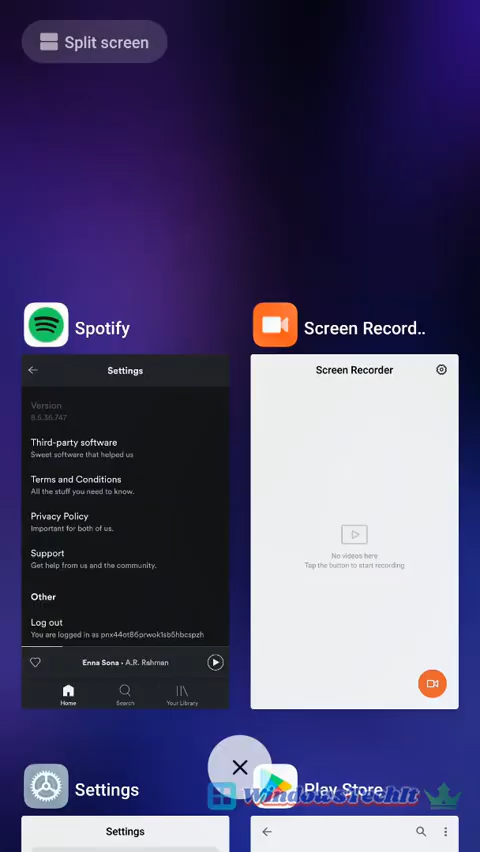 Split screen
Spotify
Screen Record..
Settings
Version
8.5.36.747
Third-party software
Sweet software that helped us
Terms and Conditions
All the stuff you need to know.
Privacy Policy
Important for both of us.
Support
Get help from us and the community.
Other
Log out
You are logged in as pnx44ot86prwok1sb5hbcspzh
Enna Sona • A.R. Rahman
Home
Search
Your Library
Screen Recorder
No videos here
Tap the button to start recording
Settings
Play Store
WindowsTechIt
Settings